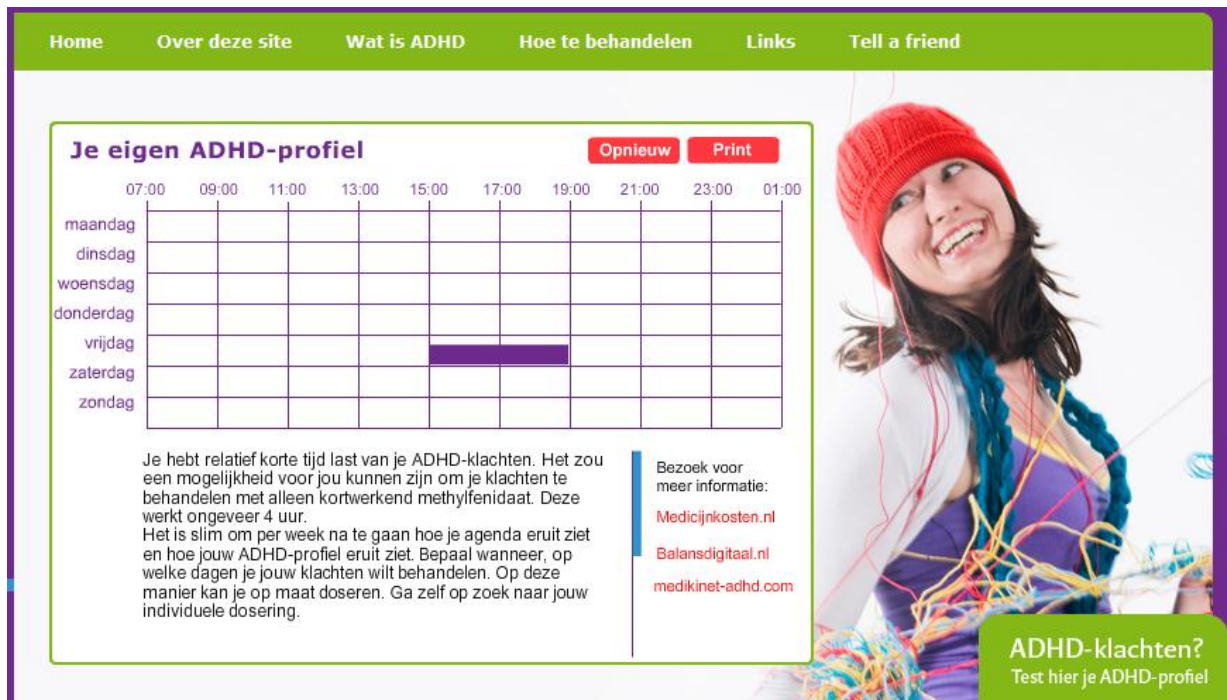 Home Over deze site Wat is ADHD Hoe te behandelen Links Tell a friend
Je eigen ADHD-profiel
Opnieuw Print
07:00 09:00 11:00 13:00 15:00 17:00 19:00 21:00 23:00 01:00
maandag
dinsdag
woensdag
donderdag
vrijdag
zaterdag
zondag
Je hebt relatief korte tijd last van je ADHD-klachten. Het zou
een mogelijkheid voor jou kunnen zijn om je klachten te
behandelen met alleen kortwerkend methylfenidaat. Deze
werkt ongeveer 4 uur.
Het is slim om per week na te gaan hoe je agenda eruit ziet
en hoe jouw ADHD-profiel eruit ziet. Bepaal wanneer, op
welke dagen je jouw klachten wilt behandelen. Op deze
manier kan je op maat doseren. Ga zelf op zoek naar jouw
individuele dosering.
Bezoek voor
meer informatie:
Medicijnkosten.nl
Balansdigitaal.nl
medikinet-adhd.com
ADHD-klachten?
Test hier je ADHD-profiel